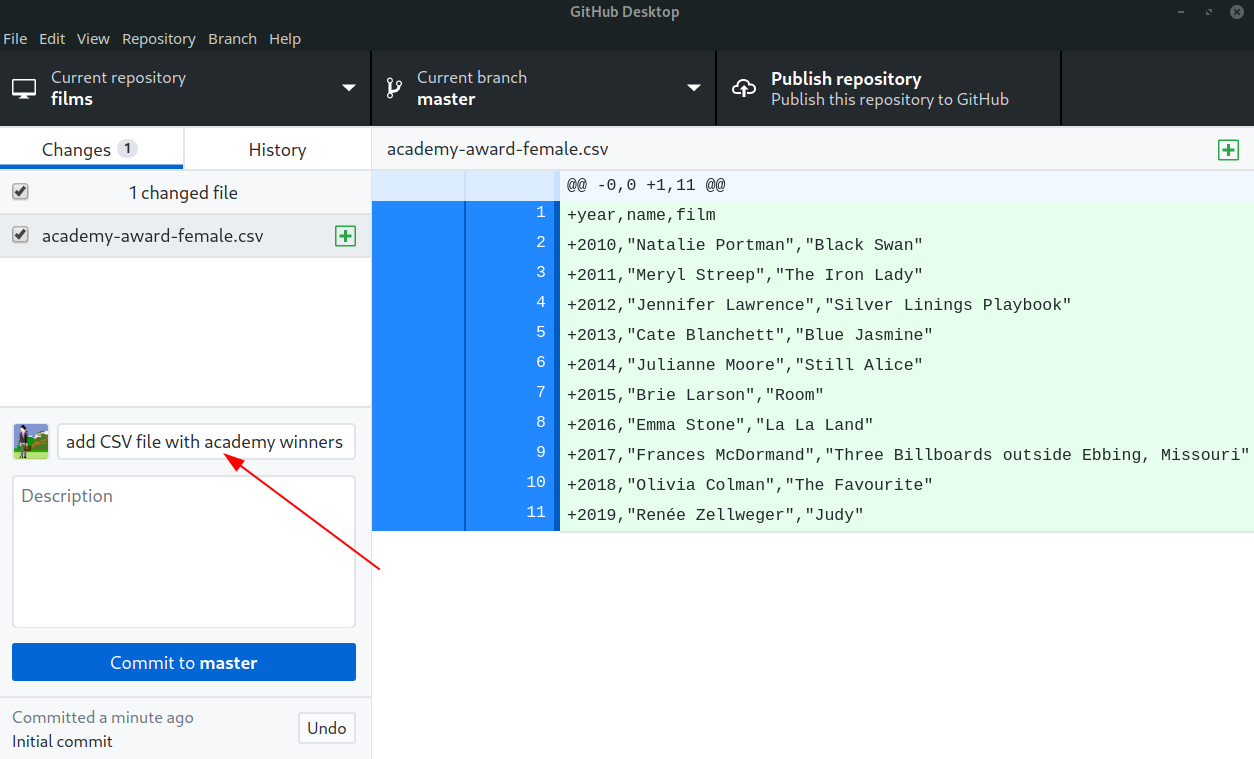 GitHub Desktop
File Edit View Repository Branch Help
Current repository
films
Current branch
master
Publish repository
Publish this repository to GitHub
Changes 1
History
1 changed file
academy-award-female.csv
add CSV file with academy winners
Description
Commit to master
Committed a minute ago
Initial commit
Undo
academy-award-female.csv
@@ -0,0 +1,11 @@
1 +year,name,film
2 +2010,"Natalie Portman","Black Swan"
3 +2011,"Meryl Streep","The Iron Lady"
4 +2012,"Jennifer Lawrence","Silver Linings Playbook"
5 +2013,"Cate Blanchett","Blue Jasmine"
6 +2014,"Julianne Moore","Still Alice"
7 +2015,"Brie Larson","Room"
8 +2016,"Emma Stone","La La Land"
9 +2017,"Frances McDormand","Three Billboards outside Ebbing, Missouri"
10 +2018,"Olivia Colman","The Favourite"
11 +2019,"Renée Zellweger","Judy"